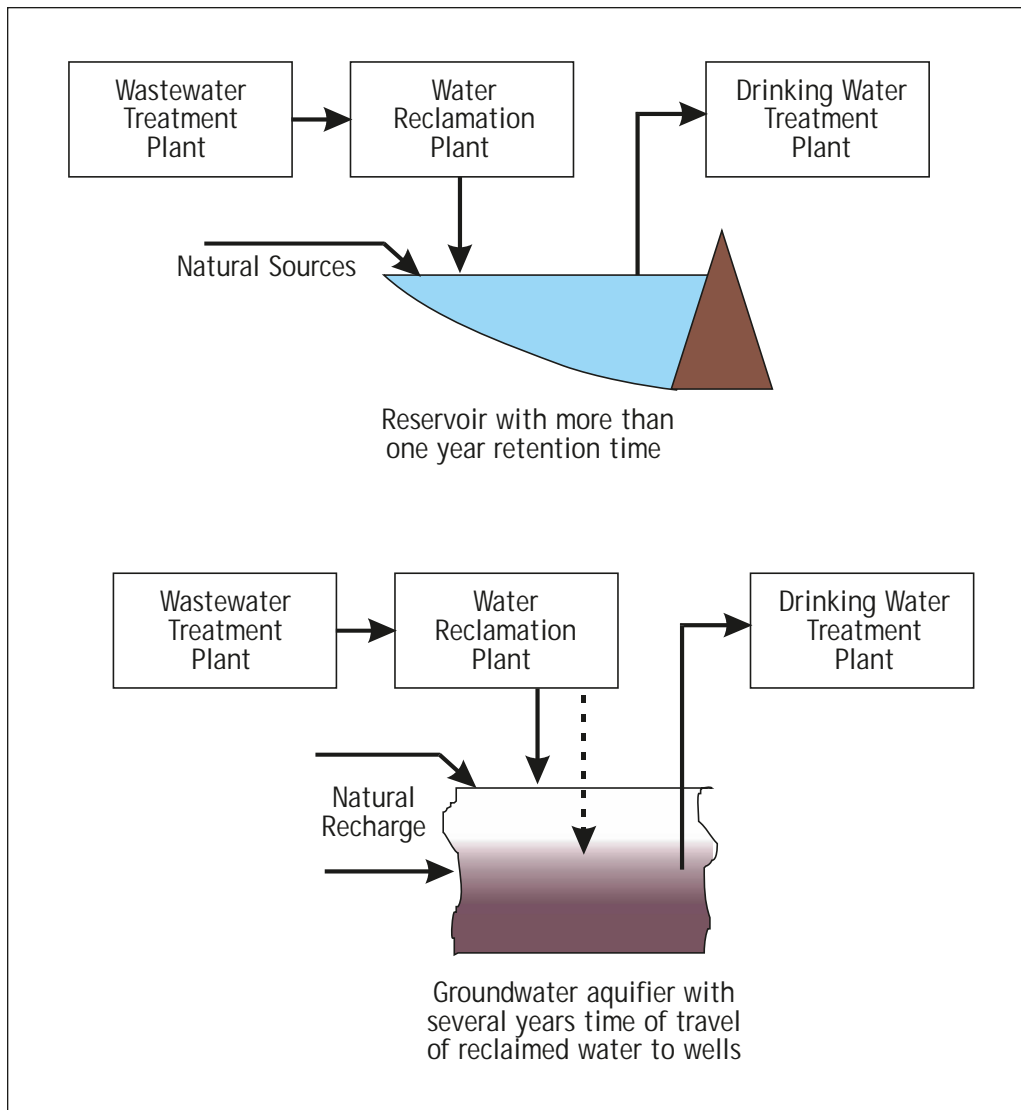 Wastewater
Treatment
Plant
Water
Reclamation
Plant
Drinking Water
Treatment
Plant
Natural Sources
Reservoir with more than
one year retention time
Wastewater
Treatment
Plant
Water
Reclamation
Plant
Drinking Water
Treatment
Plant
Natural
Recharge
Groundwater aquifier with
several years time of travel
of reclaimed water to wells